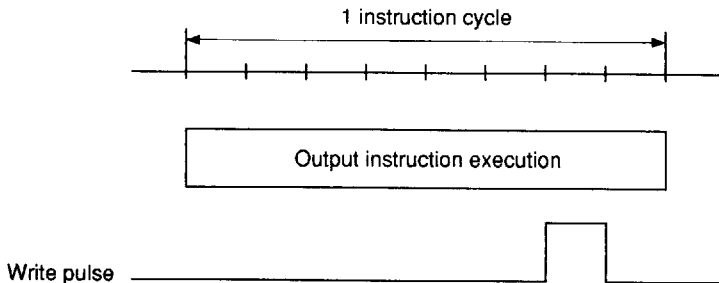 1 instruction cycle
Output instruction execution
Write pulse